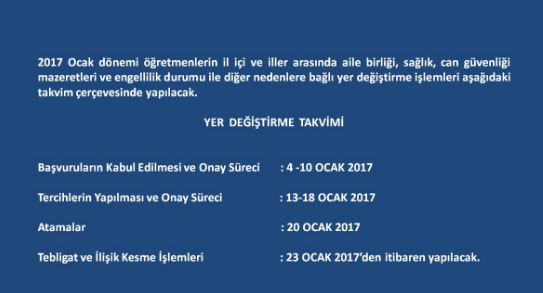 2017 Ocak dönemi öğretmenlerin il içi ve iller arasında aile birliği, sağlık, can güvenliği
mazeretleri ve engellilik durumu ile diğer nedenlere bağlı yer değiştirme işlemleri aşağıdaki
takvim çerçevesinde yapılacak.
YER DEĞİŞTİRME TAKVİMİ
Başvuruların Kabul Edilmesi ve Onay Süreci : 4 -10 OCAK 2017
Tercihlerin Yapılması ve Onay Süreci : 13-18 OCAK 2017
Atamalar : 20 OCAK 2017
Tebligat ve İlişik Kesme İşlemleri : 23 OCAK 2017'den itibaren yapılacak.